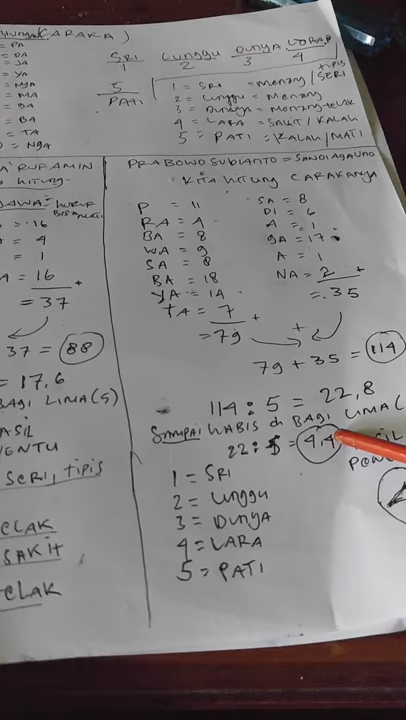 CARAKA)
= PA
= DA
= JA
= YA
= NYA
= MA
= GA
= BA
= TA
= NGA
SRI LUNGGU DUNYA LORA
1 2 3 4
5
PATI
1 = SRI = MENANG/SERI TIPIS
2 = LUNGGU = MENANG
3 = DUNYA = MENANG TELAK
4 = LARA = SAKIT/KALAH
5 = PATI = KALAH/MATI
RUFAMIN
HITUNG
JAWA:
= 16
= 4
= 1
A = 16 +
= 37
37 = 88
= 17,6
BAGI LIMA(5)
ASIL
ENTU
SERI, TIPIS
ELAK
SAKIT
ELAK
PRABOWO SUBIANTO = SANDIAGAUNO
KITA HITUNG CARAKANYA
P = 11
RA = 4
BA = 8
WA = 9
SA = 8
BA = 18
YA = 14
TA = 7 +
= 79
SA = 8
DI = 6
A = 1
GA = 17
A = 1
NA = 2 +
= 35
+
79 + 35 = 114
114 : 5 = 22,8
SAMPAI HABIS di BAGI LIMA(
22 : 5 = 4,4
1 = SRI
2 = LUNGGU
3 = DUNYA
4 = LARA
5 = PATI